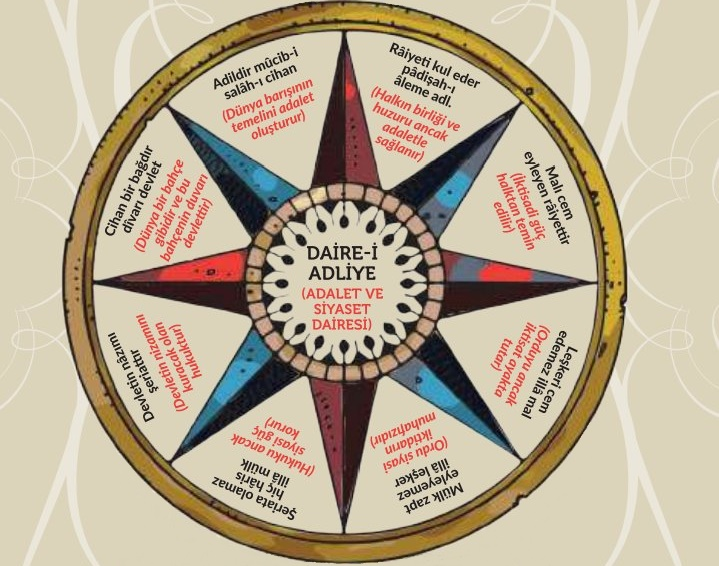 DAİRE-İ
ADLİYE
(ADALET VE
SİYASET
DAİRESİ)
Adildir mûcib-i
salâh-ı cihan
(Dünya barışının
temelini adalet
oluşturur)
Cihan bir bağdır
dîvarı devlet
(Dünya bir bahçe
gibidir ve bu
bahçenin duvarı
devlettir)
Devletin nâzımı
şeriattır
(Devletin nizamını
kuracak olan
hukuktur)
Şeriata olamaz
hiç hâris
illâ mülk
(Hukuku ancak
siyasi güç
korur)
Mülk zapt
eyleyemez
illâ leşker
(Ordu siyasi
iktidarın
muhafızıdır)
Leşkeri cem
edemez illâ mal
(Orduyu ancak
iktisat ayakta
tutar)
Malı cem
eyleyen râiyettir
(İktisadi güç
halktan temin
edilir)
Râiyeti kul eder
pâdişah-ı
âleme adl.
(Halkın birliği ve
huzuru ancak
adaletle
sağlanır)